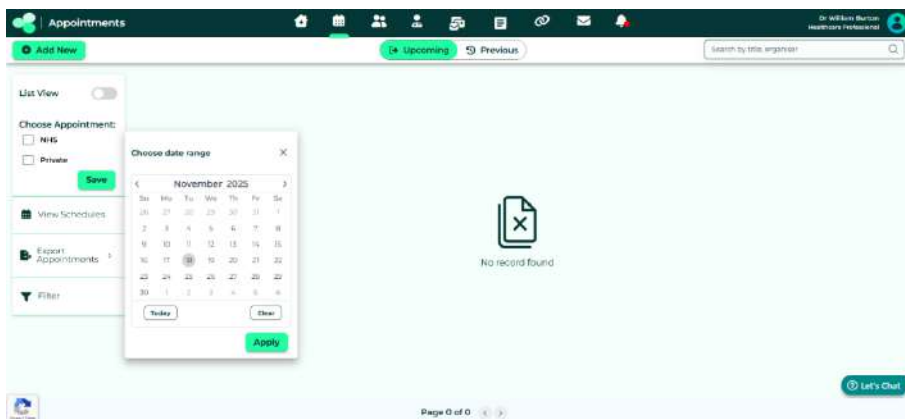 Appointments
Dr William Burton
Healthcare Professional
Add New
Upcoming
Previous
Search by title, organiser
List View
Choose Appointment:
NHS
Private
Save
View Schedules
Export
Appointments
Filter
Choose date range
November 2025
Su Mo Tu We Th Fr Sa
26 27 28 29 30 31 1
2 3 4 5 6 7 8
9 10 11 12 13 14 15
16 17 18 19 20 21 22
23 24 25 26 27 28 29
30 1 2 3 4 5 6
Today
Clear
Apply
No record found
Let's Chat
Page 0 of 0